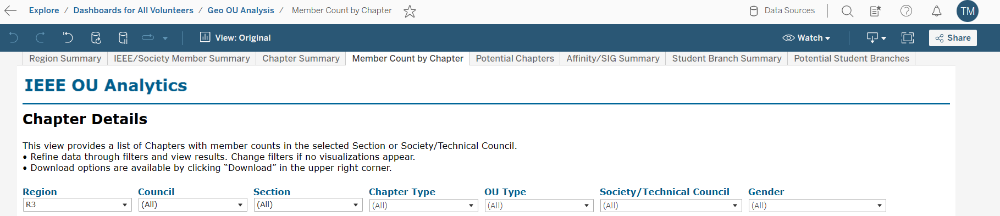 Explore / Dashboards for All Volunteers / Geo OU Analysis / Member Count by Chapter
Data Sources
TM
View: Original
Watch
Share
Region Summary
IEEE/Society Member Summary
Chapter Summary
Member Count by Chapter
Potential Chapters
Affinity/SIG Summary
Student Branch Summary
Potential Student Branches
IEEE OU Analytics
Chapter Details
This view provides a list of Chapters with member counts in the selected Section or Society/Technical Council.
• Refine data through filters and view results. Change filters if no visualizations appear.
• Download options are available by clicking “Download” in the upper right corner.
Region
R3
Council
(All)
Section
(All)
Chapter Type
(All)
OU Type
(All)
Society/Technical Council
(All)
Gender
(All)